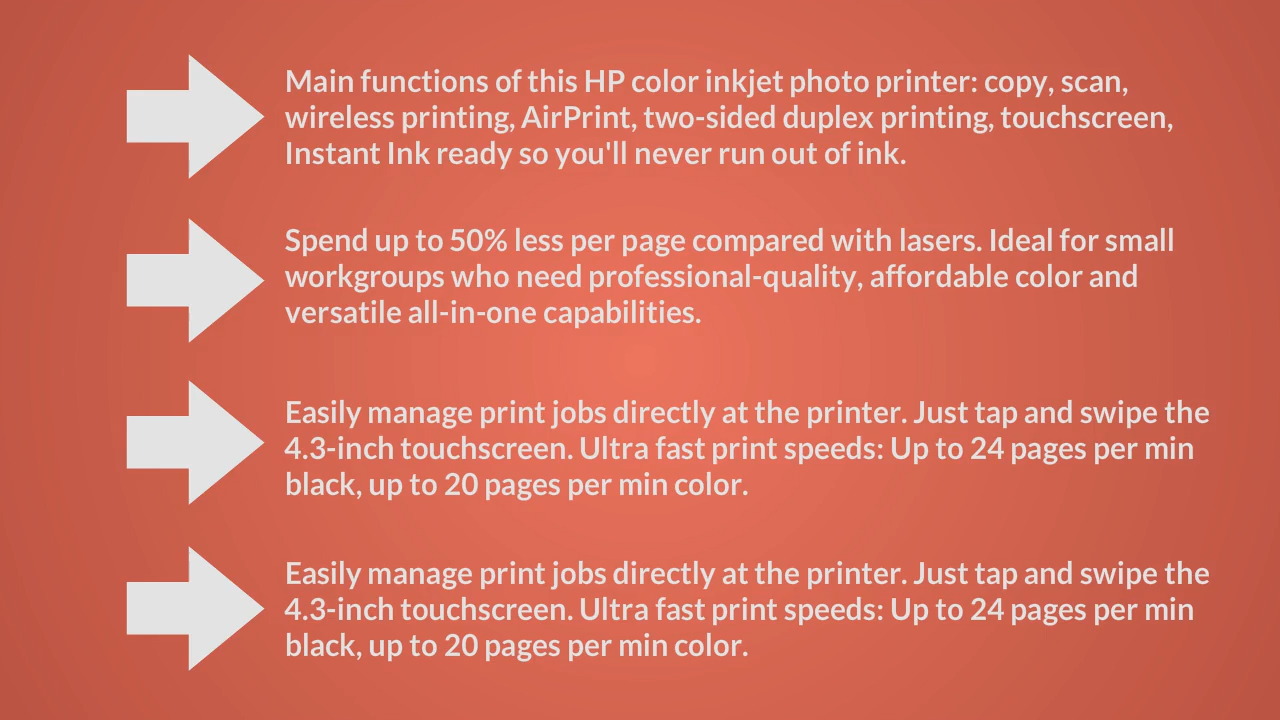 Main functions of this HP color inkjet photo printer: copy, scan,
wireless printing, AirPrint, two-sided duplex printing, touchscreen,
Instant Ink ready so you'll never run out of ink.
Spend up to 50% less per page compared with lasers. Ideal for small
workgroups who need professional-quality, affordable color and
versatile all-in-one capabilities.
Easily manage print jobs directly at the printer. Just tap and swipe the
4.3-inch touchscreen. Ultra fast print speeds: Up to 24 pages per min
black, up to 20 pages per min color.
Easily manage print jobs directly at the printer. Just tap and swipe the
4.3-inch touchscreen. Ultra fast print speeds: Up to 24 pages per min
black, up to 20 pages per min color.